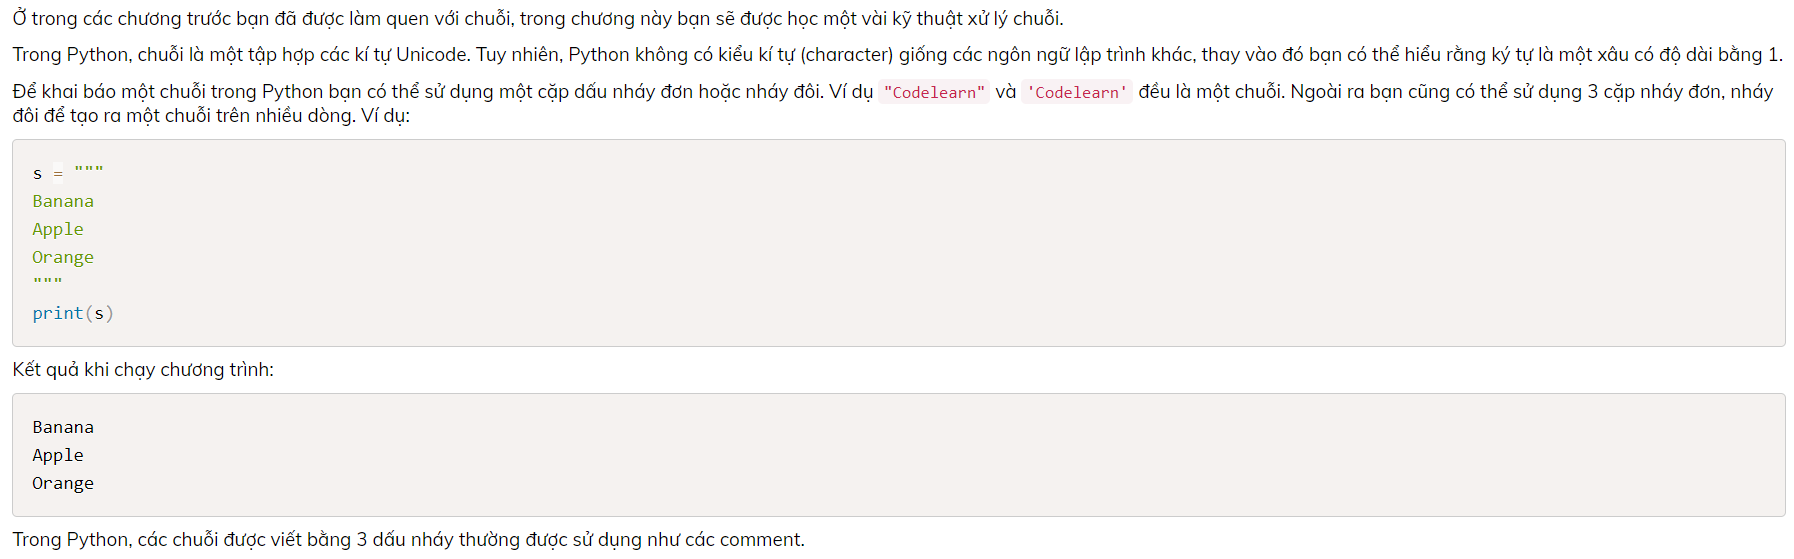 Ở trong các chương trước bạn đã được làm quen với chuỗi, trong chương này bạn sẽ được học một vài kỹ thuật xử lý chuỗi.
Trong Python, chuỗi là một tập hợp các kí tự Unicode. Tuy nhiên, Python không có kiểu kí tự (character) giống các ngôn ngữ lập trình khác, thay vào đó bạn có thể hiểu rằng ký tự là một xâu có độ dài bằng 1.
Để khai báo một chuỗi trong Python bạn có thể sử dụng một cặp dấu nháy đơn hoặc nháy đôi. Ví dụ "Codelearn" và 'Codelearn' đều là một chuỗi. Ngoài ra bạn cũng có thể sử dụng 3 cặp nháy đơn, nháy
đôi để tạo ra một chuỗi trên nhiều dòng. Ví dụ:
s = """
Banana
Apple
Orange
"""
print(s)
Kết quả khi chạy chương trình:
Banana
Apple
Orange
Trong Python, các chuỗi được viết bằng 3 dấu nháy thường được sử dụng như các comment.